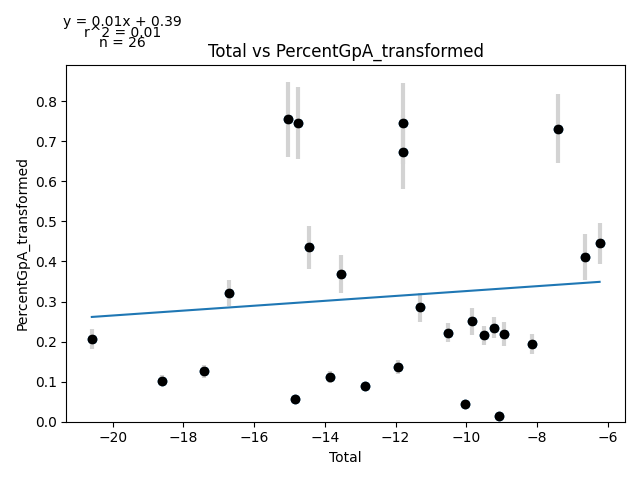 y = 0.01x + 0.39
r^2 = 0.01
n = 26
Total vs PercentGpA_transformed
PercentGpA_transformed
0.8
0.7
0.6
0.5
0.4
0.3
0.2
0.1
0.0
−20 −18 −16 −14 −12 −10 −8 −6
Total